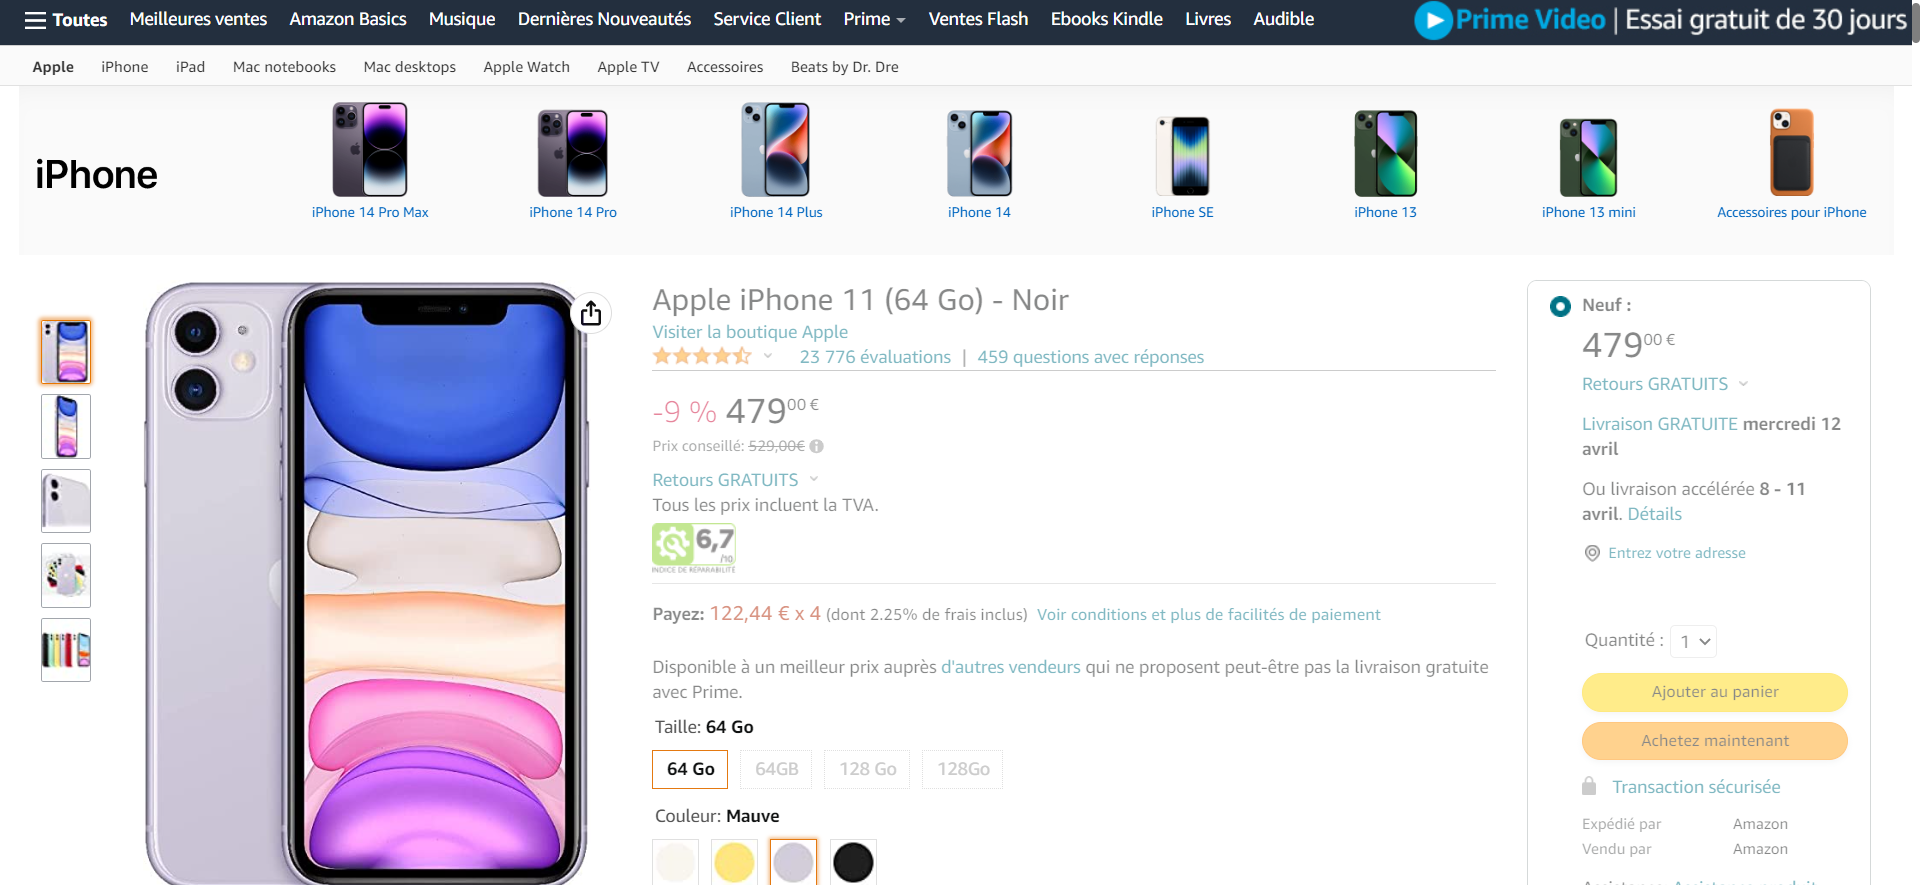 Toutes Meilleures ventes Amazon Basics Musique Dernières Nouveautés Service Client Prime Ventes Flash Ebooks Kindle Livres Audible Prime Video | Essai gratuit de 30 jours
Apple iPhone iPad Mac notebooks Mac desktops Apple Watch Apple TV Accessoires Beats by Dr. Dre
iPhone
iPhone 14 Pro Max iPhone 14 Pro iPhone 14 Plus iPhone 14 iPhone SE iPhone 13 iPhone 13 mini Accessoires pour iPhone
Apple iPhone 11 (64 Go) - Noir
Visiter la boutique Apple
23 776 évaluations | 459 questions avec réponses
-9 % 479,00 €
Prix conseillé: 529,00€
Retours GRATUITS
Tous les prix incluent la TVA.
6,7
/10
INDICE DE RÉPARABILITÉ
Payez: 122,44 € x 4 (dont 2.25% de frais inclus) Voir conditions et plus de facilités de paiement
Disponible à un meilleur prix auprès d'autres vendeurs qui ne proposent peut-être pas la livraison gratuite
avec Prime.
Taille: 64 Go
64 Go 64GB 128 Go 128Go
Couleur: Mauve
Neuf :
479,00 €
Retours GRATUITS
Livraison GRATUITE mercredi 12
avril
Ou livraison accélérée 8 - 11
avril. Détails
Entrez votre adresse
Quantité : 1
Ajouter au panier
Achetez maintenant
Transaction sécurisée
Expédié par Amazon
Vendu par Amazon